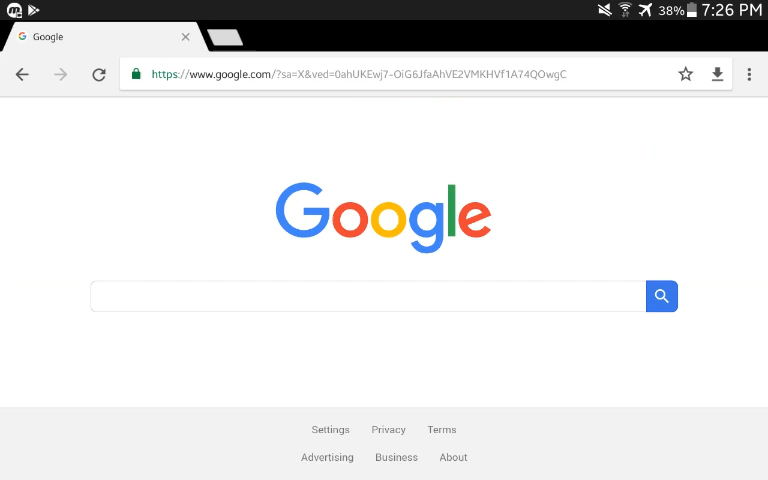 38% 7:26 PM
Google
https://www.google.com/?sa=X&ved=0ahUKEwj7-OiG6JfaAhVE2VMKHVf1A74QOwgC
Google
Settings Privacy Terms
Advertising Business About